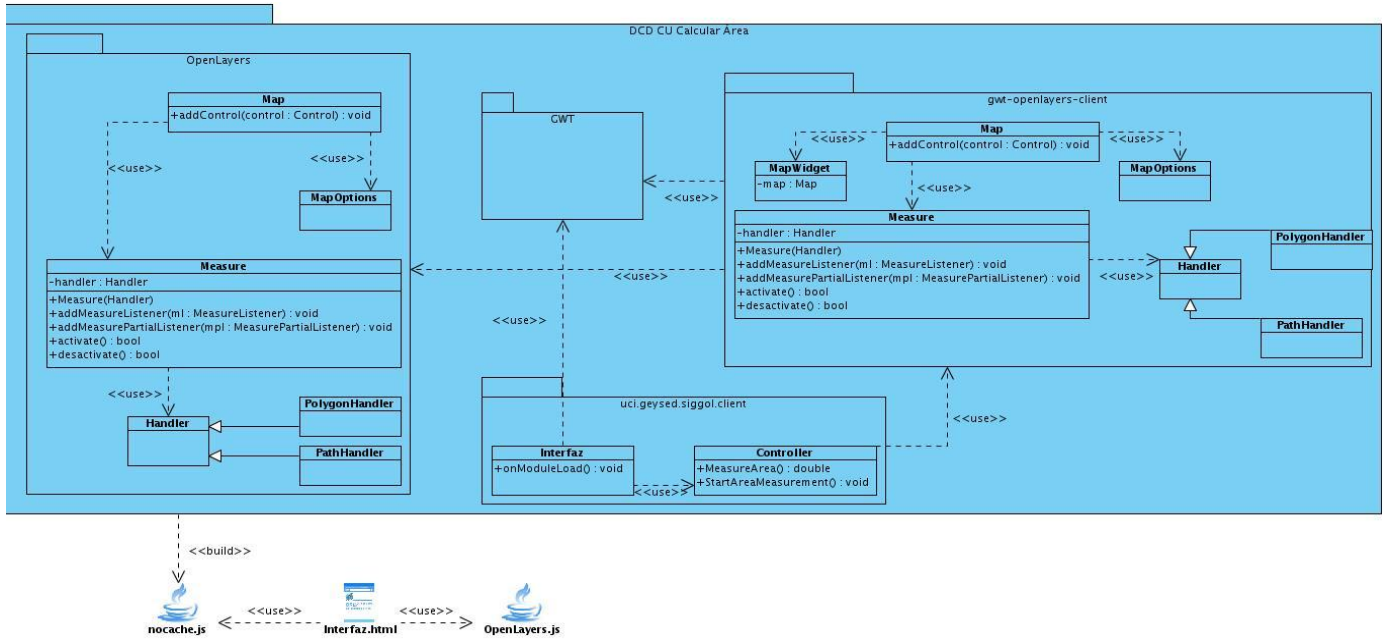 DCD CU Calcular Área
OpenLayers
Map
+addControl(control : Control) : void
<<use>>
<<use>>
MapOptions
Measure
-handler : Handler
+Measure(Handler)
+addMeasureListener(ml : MeasureListener) : void
+addMeasurePartialListener(mpl : MeasurePartialListener) : void
+activate() : bool
+desactivate() : bool
<<use>>
Handler
PolygonHandler
PathHandler
GWT
<<use>>
<<use>>
<<use>>
gwt-openlayers-client
Map
+addControl(control : Control) : void
<<use>>
<<use>>
MapWidget
-map : Map
<<use>>
MapOptions
Measure
-handler : Handler
+Measure(Handler)
+addMeasureListener(ml : MeasureListener) : void
+addMeasurePartialListener(mpl : MeasurePartialListener) : void
+activate() : bool
+desactivate() : bool
<<use>>
Handler
PolygonHandler
PathHandler
<<use>>
uci.geysed.siggol.client
Interfaz
+onModuleLoad() : void
<<use>>
Controller
+MeasureArea() : double
+StartAreaMeasurement() : void
<<build>>
nocache.js
<<use>>
Interfaz.html
<<use>>
OpenLayers.js